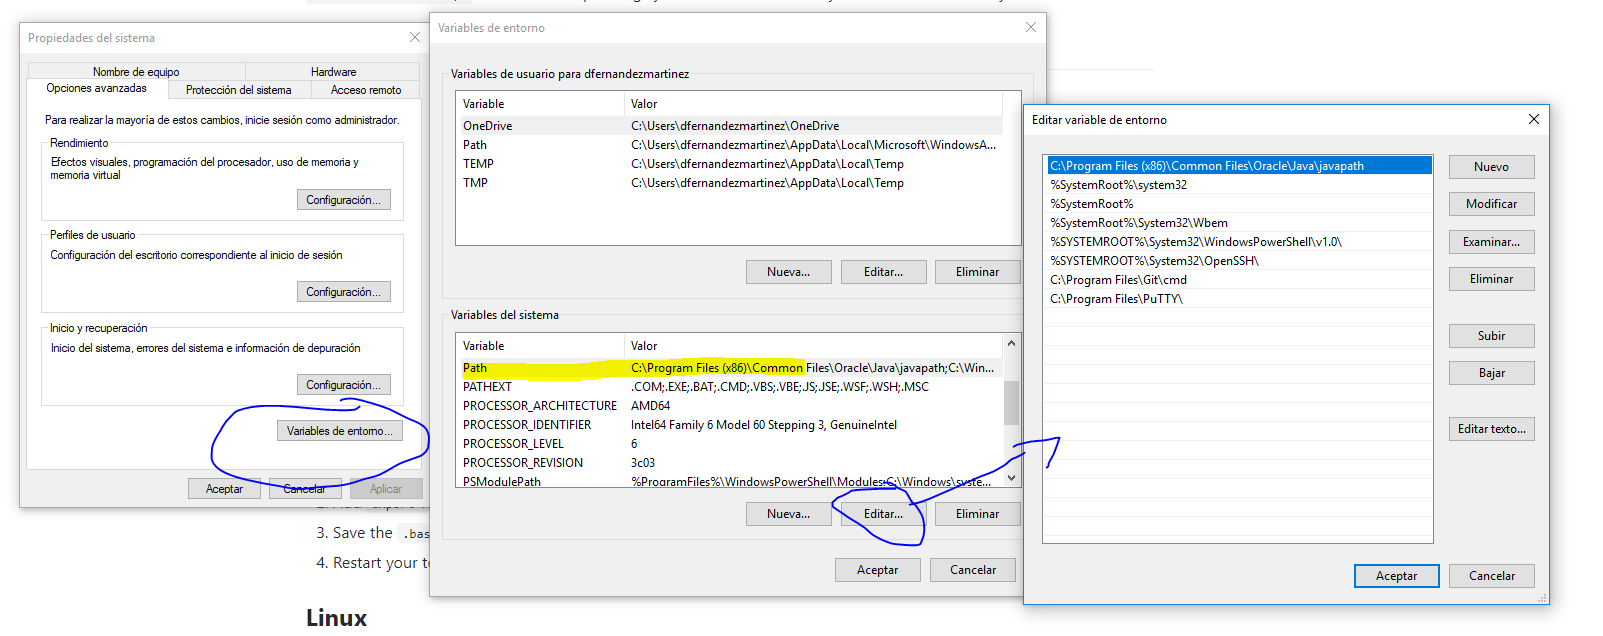 Propiedades del sistema
Nombre de equipo
Hardware
Opciones avanzadas
Protección del sistema
Acceso remoto
Para realizar la mayoría de estos cambios, inicie sesión como administrador.
Rendimiento
Efectos visuales, programación del procesador, uso de memoria y
memoria virtual
Configuración...
Perfiles de usuario
Configuración del escritorio correspondiente al inicio de sesión
Configuración...
Inicio y recuperación
Inicio del sistema, errores del sistema e información de depuración
Configuración...
Variables de entorno...
Aceptar
Cancelar
Aplicar
3. Save the
4. Restart your
Linux
Variables de entorno
Variables de usuario para dfernandezmartinez
Variable Valor
OneDrive C:\Users\dfernandezmartinez\OneDrive
Path C:\Users\dfernandezmartinez\AppData\Local\Microsoft\WindowsA...
TEMP C:\Users\dfernandezmartinez\AppData\Local\Temp
TMP C:\Users\dfernandezmartinez\AppData\Local\Temp
Nueva...
Editar...
Eliminar
Variables del sistema
Variable Valor
Path C:\Program Files (x86)\Common Files\Oracle\Java\javapath;C:\Win...
PATHEXT .COM;.EXE;.BAT;.CMD;.VBS;.VBE;.JS;.JSE;.WSF;.WSH;.MSC
PROCESSOR_ARCHITECTURE AMD64
PROCESSOR_IDENTIFIER Intel64 Family 6 Model 60 Stepping 3, GenuineIntel
PROCESSOR_LEVEL 6
PROCESSOR_REVISION 3c03
PSModulePath %ProgramFiles%\WindowsPowerShell\Modules;C:\Windows\syste...
Nueva...
Editar...
Eliminar
Aceptar
Cancelar
Editar variable de entorno
C:\Program Files (x86)\Common Files\Oracle\Java\javapath
%SystemRoot%\system32
%SystemRoot%
%SystemRoot%\System32\Wbem
%SYSTEMROOT%\System32\WindowsPowerShell\v1.0\
%SYSTEMROOT%\System32\OpenSSH\
C:\Program Files\Git\cmd
C:\Program Files\PuTTY\
Nuevo
Modificar
Examinar...
Eliminar
Subir
Bajar
Editar texto...
Aceptar
Cancelar